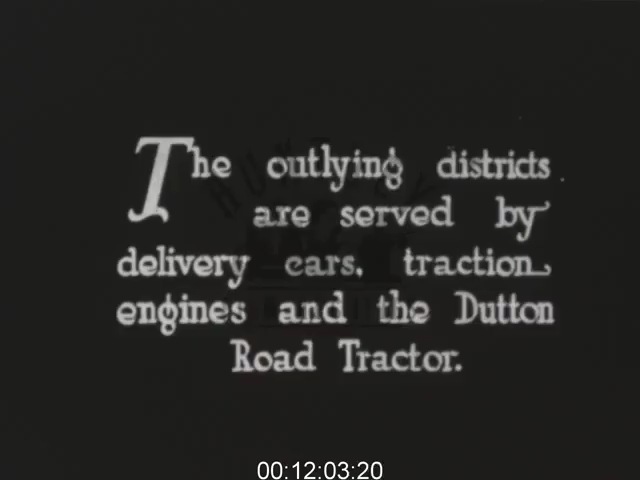 The outlying districts
are served by
delivery cars, traction
engines and the Dutton
Road Tractor.
00:12:03:20